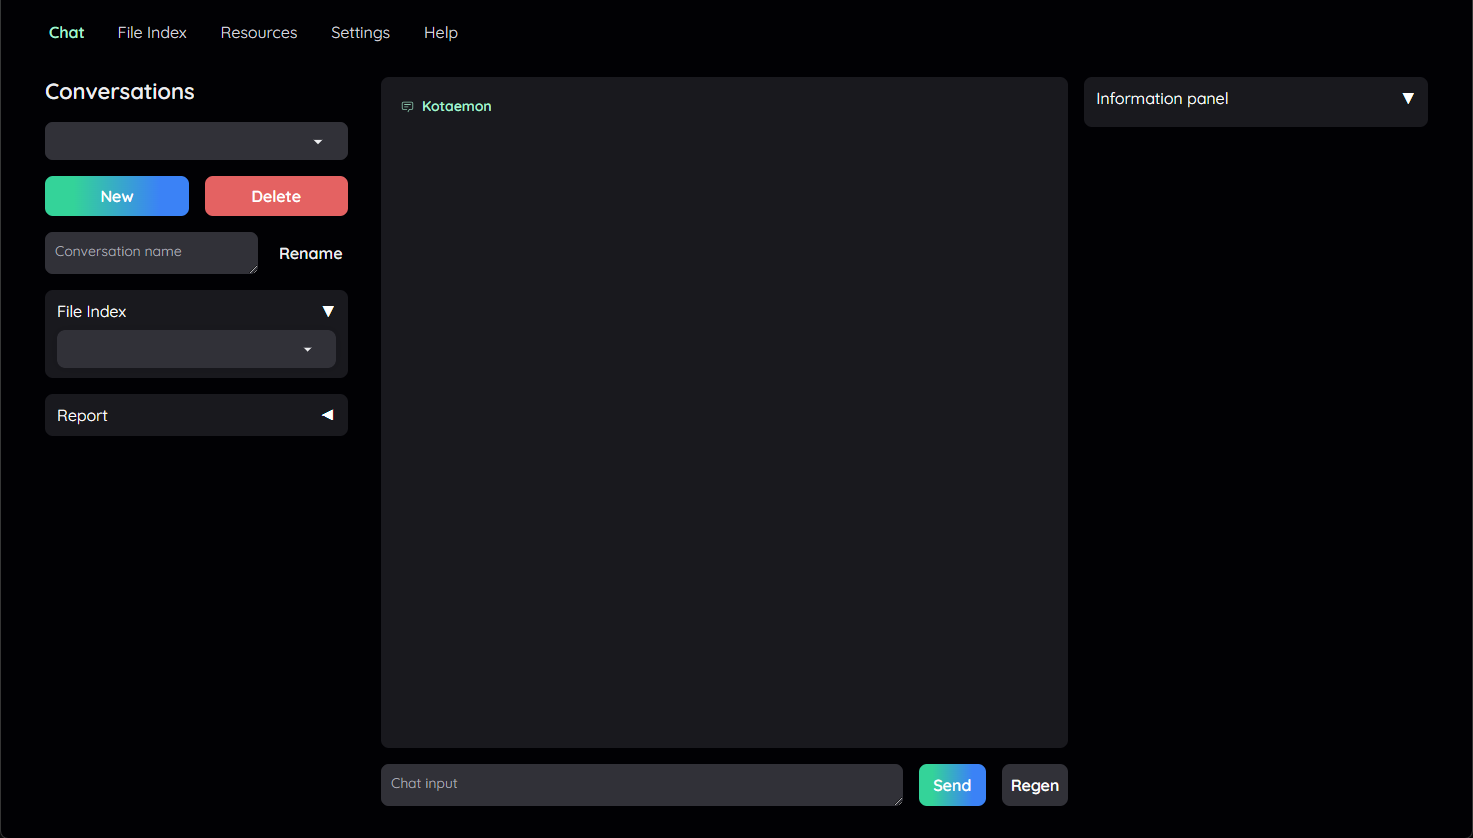 Chat File Index Resources Settings Help
Conversations
New Delete
Conversation name Rename
File Index
Report
Kotaemon
Chat input Send Regen
Information panel